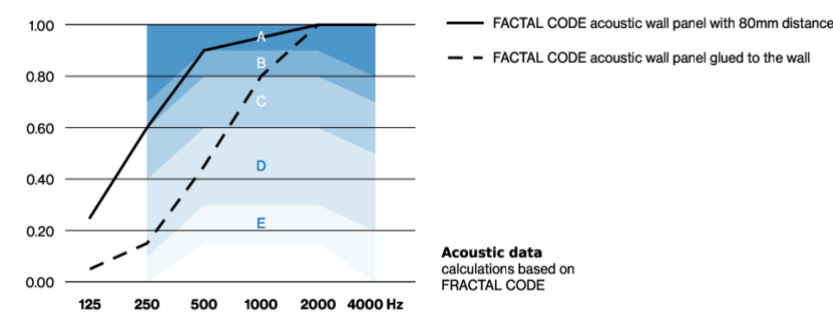 1.00
0.80
0.60
0.40
0.20
0.00
A
B
C
D
E
125 250 500 1000 2000 4000 Hz
FACTAL CODE acoustic wall panel with 80mm distance
FACTAL CODE acoustic wall panel glued to the wall
Acoustic data
calculations based on
FRACTAL CODE